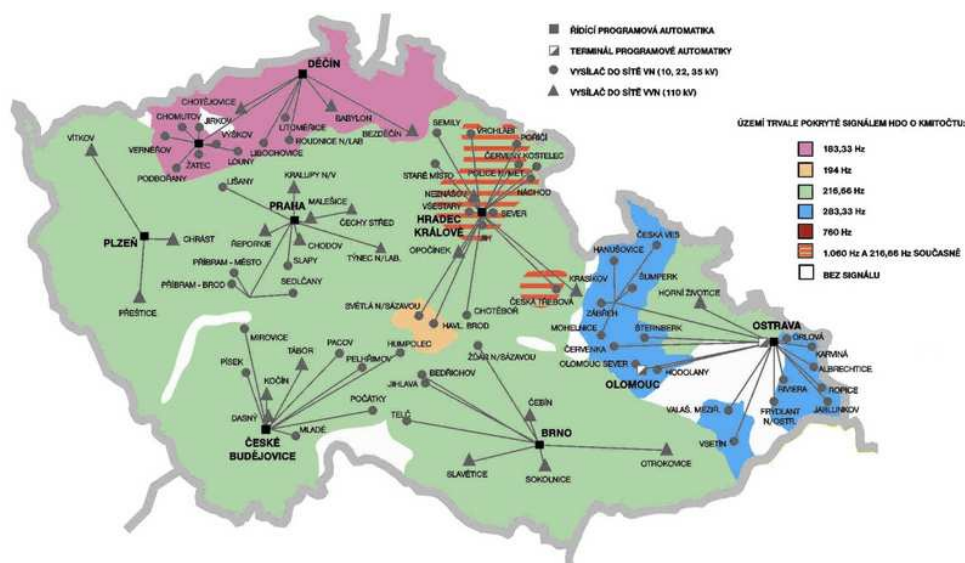 ŘÍDÍCÍ PROGRAMOVÁ AUTOMATIKA
TERMINÁL PROGRAMOVÉ AUTOMATIKY
VYSÍLAČ DO SÍTĚ VN (10, 22, 35 kV)
VYSÍLAČ DO SÍTĚ VVN (110 kV)
ÚZEMÍ TRVALE POKRYTÉ SIGNÁLEM HDO O KMITOČTU:
183,33 Hz
194 Hz
216,66 Hz
283,33 Hz
760 Hz
1.060 Hz A 216,66 Hz SOUČASNĚ
BEZ SIGNÁLU
DĚČÍN
CHOTĚJOVICE
CHOMUTOV
JIRKOV
VÝŠKOV
VERNÉŘOV
ŽATEC
LOUNY
PODBOŘANY
LIBOCHOVICE
LITOMĚŘICE
ROUDNICE N/LAB
BABYLON
BEZDĚČÍN
VÍTKOV
PLZEŇ
CHRÁST
PŘEŠTICE
LIŠANY
KRALUPY N/V
PRAHA
MALEŠICE
ČECHY STŘED
ŘEPORYJE
CHODOV
TÝNEC N/LAB.
SLAPY
PŘÍBRAM - MĚSTO
PŘÍBRAM - BROD
SEDLČANY
SEMILY
VRCHLABÍ
POŘÍČÍ
ČERVENÝ KOSTELEC
STARÉ MÍSTO
POLICE N/MET.
NEZNÁŠOV
NÁCHOD
VŠESTARY
SEVER
HRADEC
KRÁLOVÉ
JIH
OPOČÍNEK
KRASÍKOV
ČESKÁ TŘEBOVÁ
SVĚTLÁ N/SÁZAVOU
HAVL. BROD
CHOTĚBOŘ
MIROVICE
PÍSEK
TÁBOR
PACOV
PELHŘIMOV
HUMPOLEC
KOČÍN
DASNÝ
POČÁTKY
MLADÉ
ČESKÉ
BUDĚJOVICE
ŽĎÁR N/SÁZAVOU
BEDŘICHOV
JIHLAVA
TELČ
ČEBÍN
BRNO
SLAVĚTICE
SOKOLNICE
OTROKOVICE
ČESKÁ VES
HANUŠOVICE
ŠUMPERK
HORNÍ ŽIVOTICE
ZÁBŘEH
MOHELNICE
ŠTERNBERK
ČERVENKA
OLOMOUC SEVER
OLOMOUC
HODOLANY
OSTRAVA
ORLOVÁ
KARVINÁ
ALBRECHTICE
RIVIERA
ROPICE
FRÝDLANT
N/OSTR.
JABLUNKOV
VALAŠ. MEZIŘ.
VSETÍN